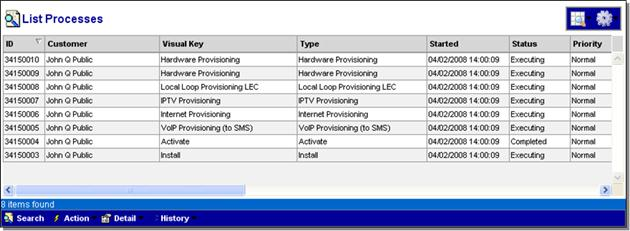 List Processes
ID Customer Visual Key Type Started Status Priority
34150010 John Q Public Hardware Provisioning Hardware Provisioning 04/02/2008 14:00:09 Executing Normal
34150009 John Q Public Hardware Provisioning Hardware Provisioning 04/02/2008 14:00:09 Executing Normal
34150008 John Q Public Local Loop Provisioning LEC Local Loop Provisioning LEC 04/02/2008 14:00:09 Executing Normal
34150007 John Q Public IPTV Provisioning IPTV Provisioning 04/02/2008 14:00:09 Executing Normal
34150006 John Q Public Internet Provisioning Internet Provisioning 04/02/2008 14:00:09 Executing Normal
34150005 John Q Public VoIP Provisioning (to SMS) VoIP Provisioning (to SMS) 04/02/2008 14:00:09 Executing Normal
34150004 John Q Public Activate Activate 04/02/2008 14:00:09 Completed Normal
34150003 John Q Public Install Install 04/02/2008 14:00:09 Executing Normal
8 items found
Search Action Detail History